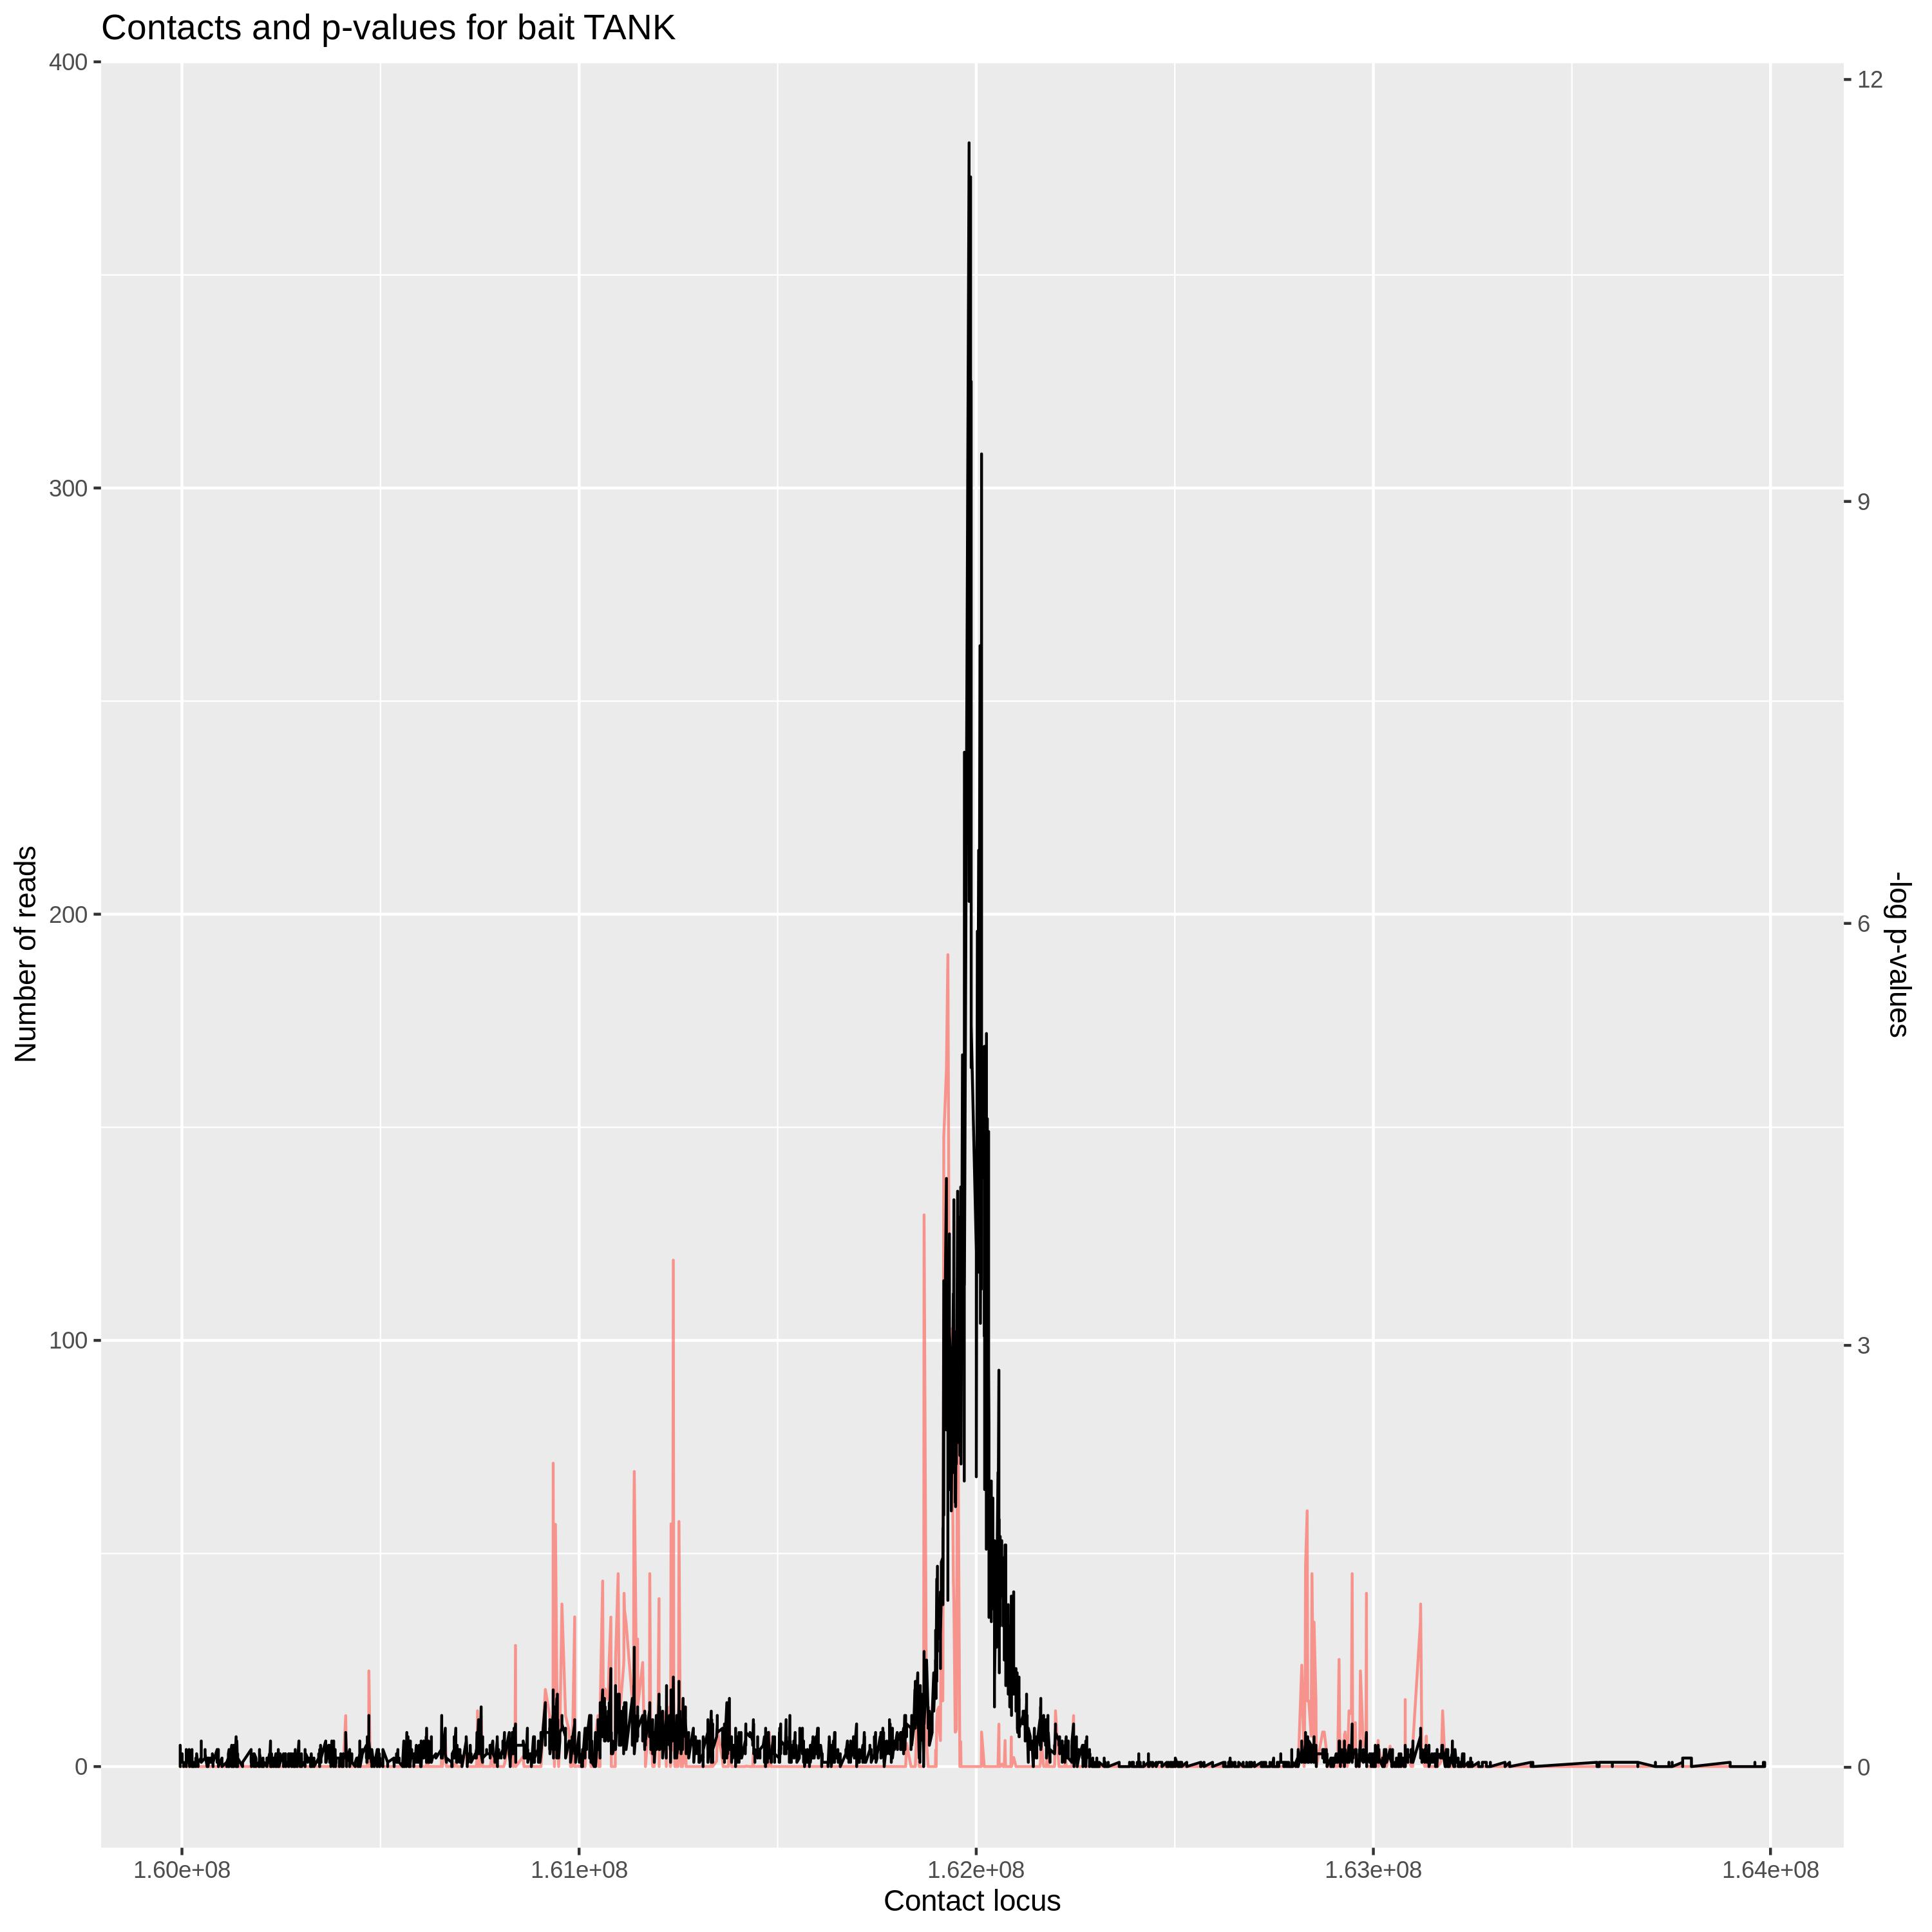 Contacts and p-values for bait TANK
400
300
200
100
0
Number of reads
12
9
6
3
0
-log p-values
1.60e+08
1.61e+08
1.62e+08
1.63e+08
1.64e+08
Contact locus